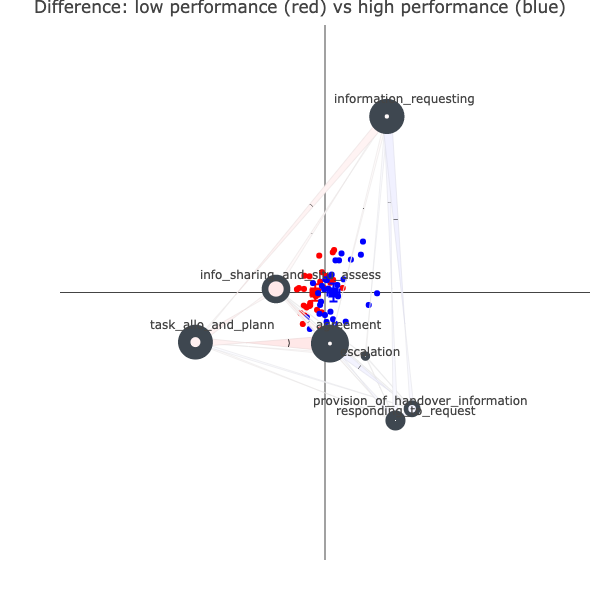 Difference: low performance (red) vs high performance (blue)
information_requesting
info_sharing_and_sit_assess
task_allo_and_plann
agreement
escalation
provision_of_handover_information
responding_to_request